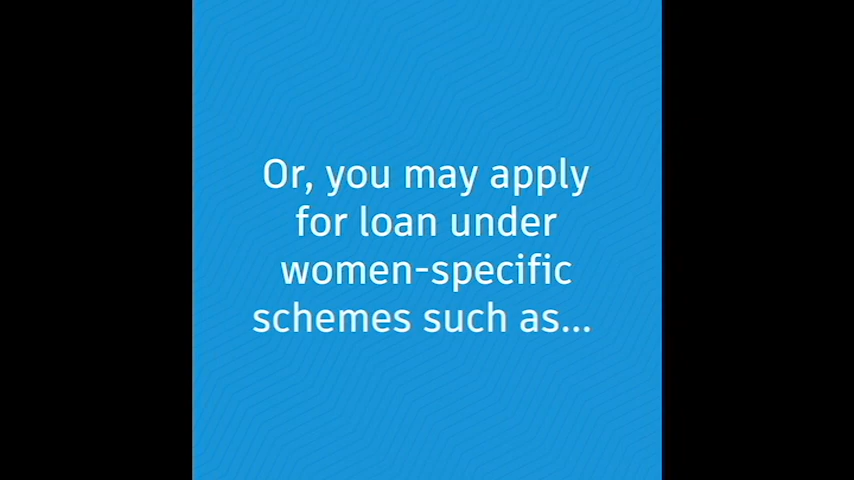 Or, you may apply
for loan under
women-specific
schemes such as...